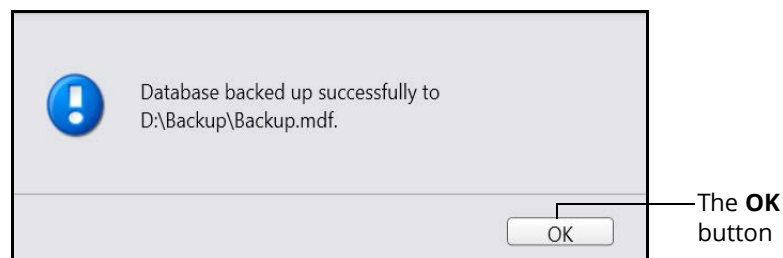 Database backed up successfully to
D:\Backup\Backup.mdf.
OK
The OK
button